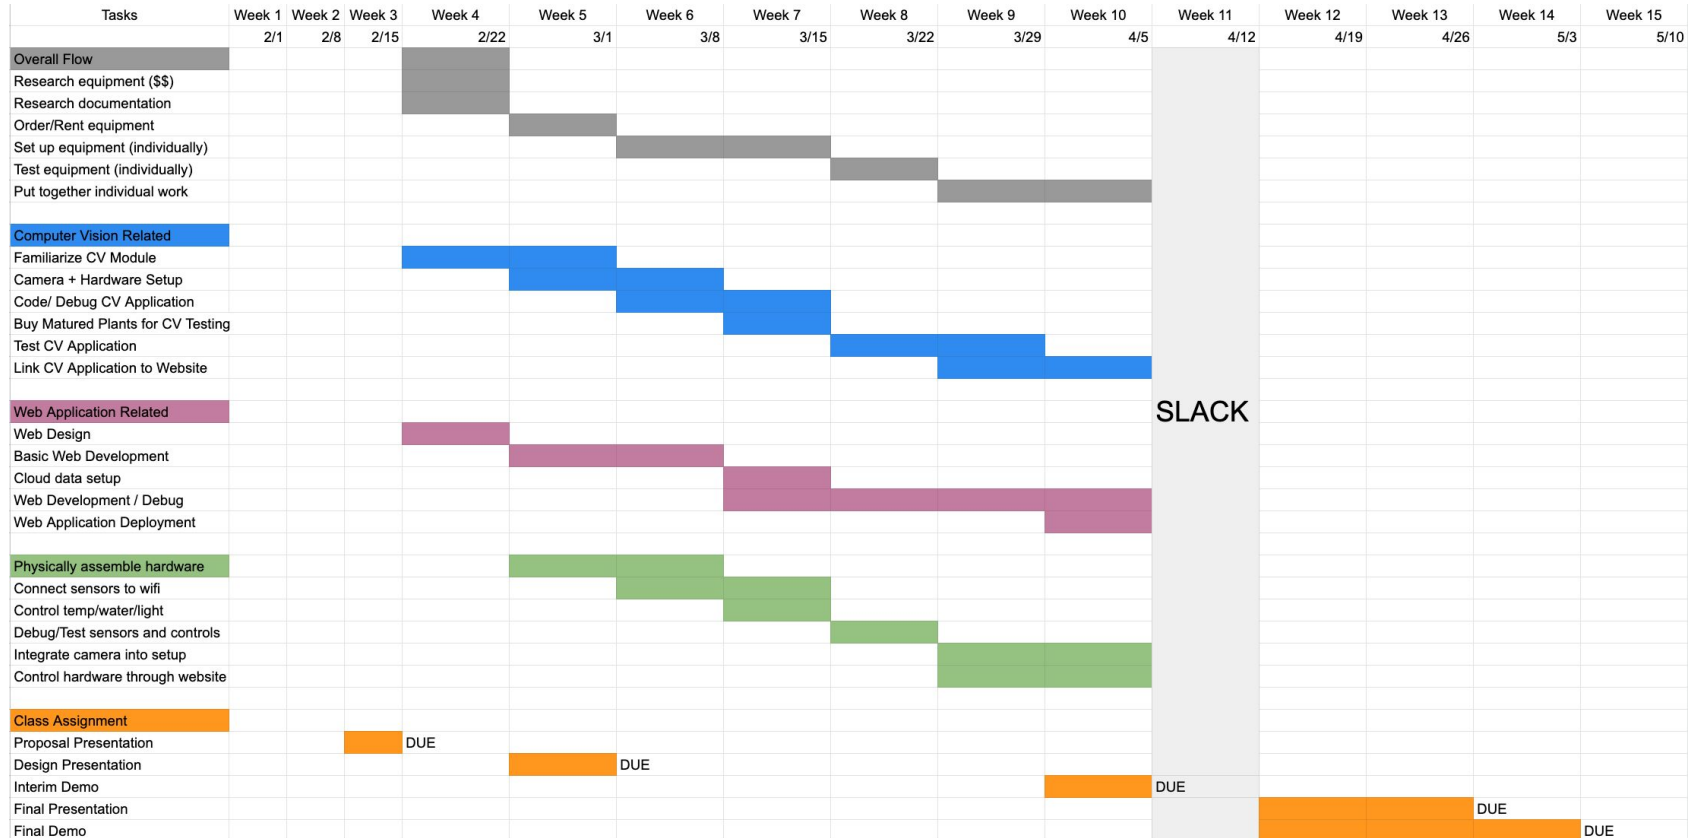 Tasks Week 1 Week 2 Week 3 Week 4 Week 5 Week 6 Week 7 Week 8 Week 9 Week 10 Week 11 Week 12 Week 13 Week 14 Week 15
2/1 2/8 2/15 2/22 3/1 3/8 3/15 3/22 3/29 4/5 4/12 4/19 4/26 5/3 5/10
Overall Flow
Research equipment ($$)
Research documentation
Order/Rent equipment
Set up equipment (individually)
Test equipment (individually)
Put together individual work
Computer Vision Related
Familiarize CV Module
Camera + Hardware Setup
Code/ Debug CV Application
Buy Matured Plants for CV Testing
Test CV Application
Link CV Application to Website
Web Application Related SLACK
Web Design
Basic Web Development
Cloud data setup
Web Development / Debug
Web Application Deployment
Physically assemble hardware
Connect sensors to wifi
Control temp/water/light
Debug/Test sensors and controls
Integrate camera into setup
Control hardware through website
Class Assignment
Proposal Presentation DUE
Design Presentation DUE
Interim Demo DUE
Final Presentation DUE
Final Demo DUE